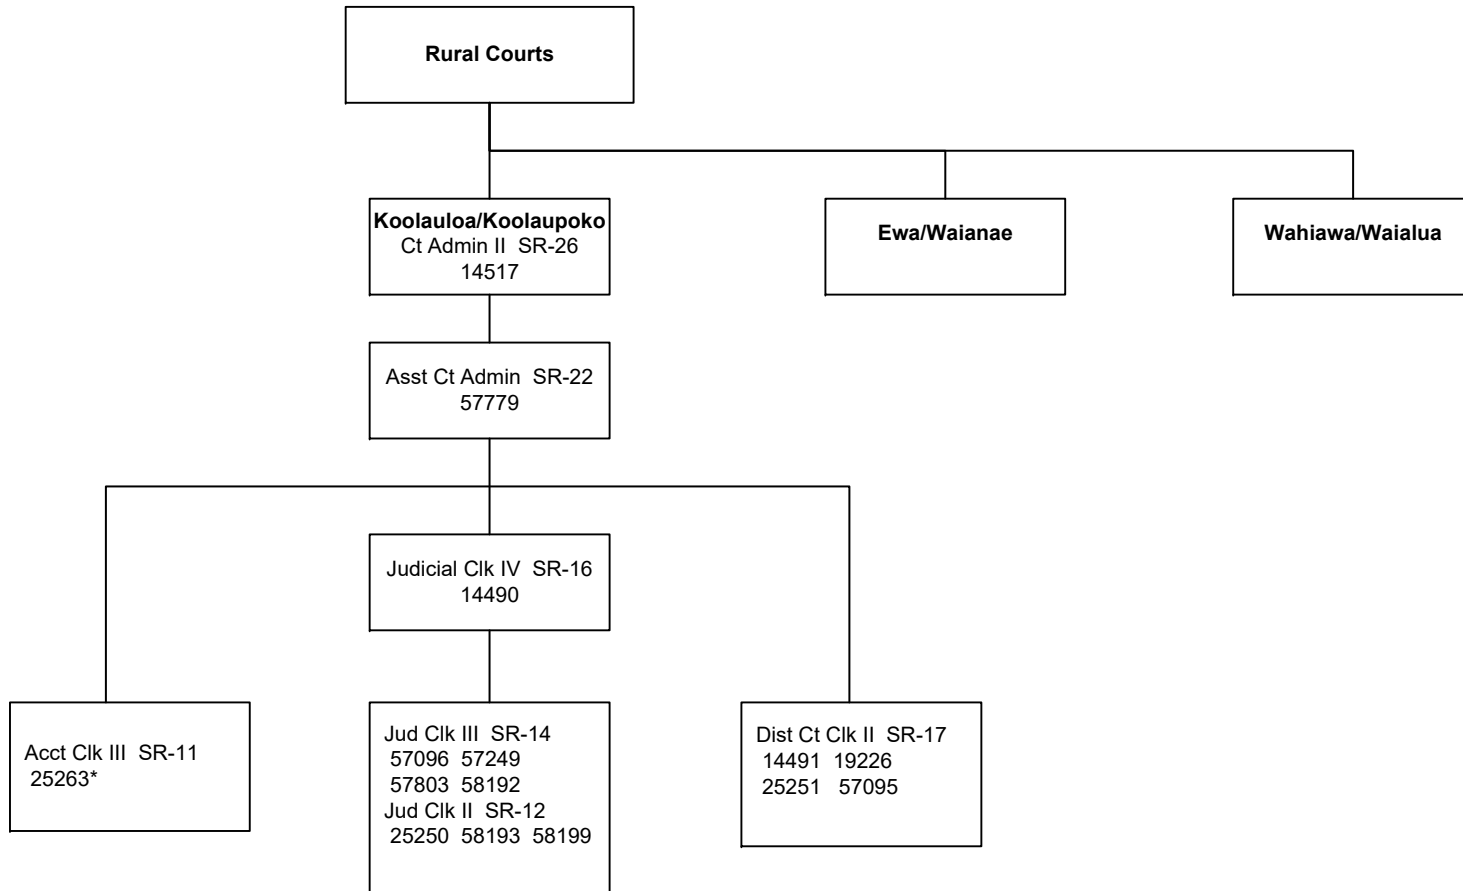 Rural Courts
Koolauloa/Koolaupoko
Ct Admin II  SR-26
14517
Ewa/Waianae
Wahiawa/Waialua
Asst Ct Admin  SR-22
57779
Judicial Clk IV  SR-16
14490
Acct Clk III  SR-11
25263*
Jud Clk III  SR-14
57096  57249
57803  58192
Jud Clk II  SR-12
25250  58193  58199
Dist Ct Clk II  SR-17
14491  19226
25251  57095